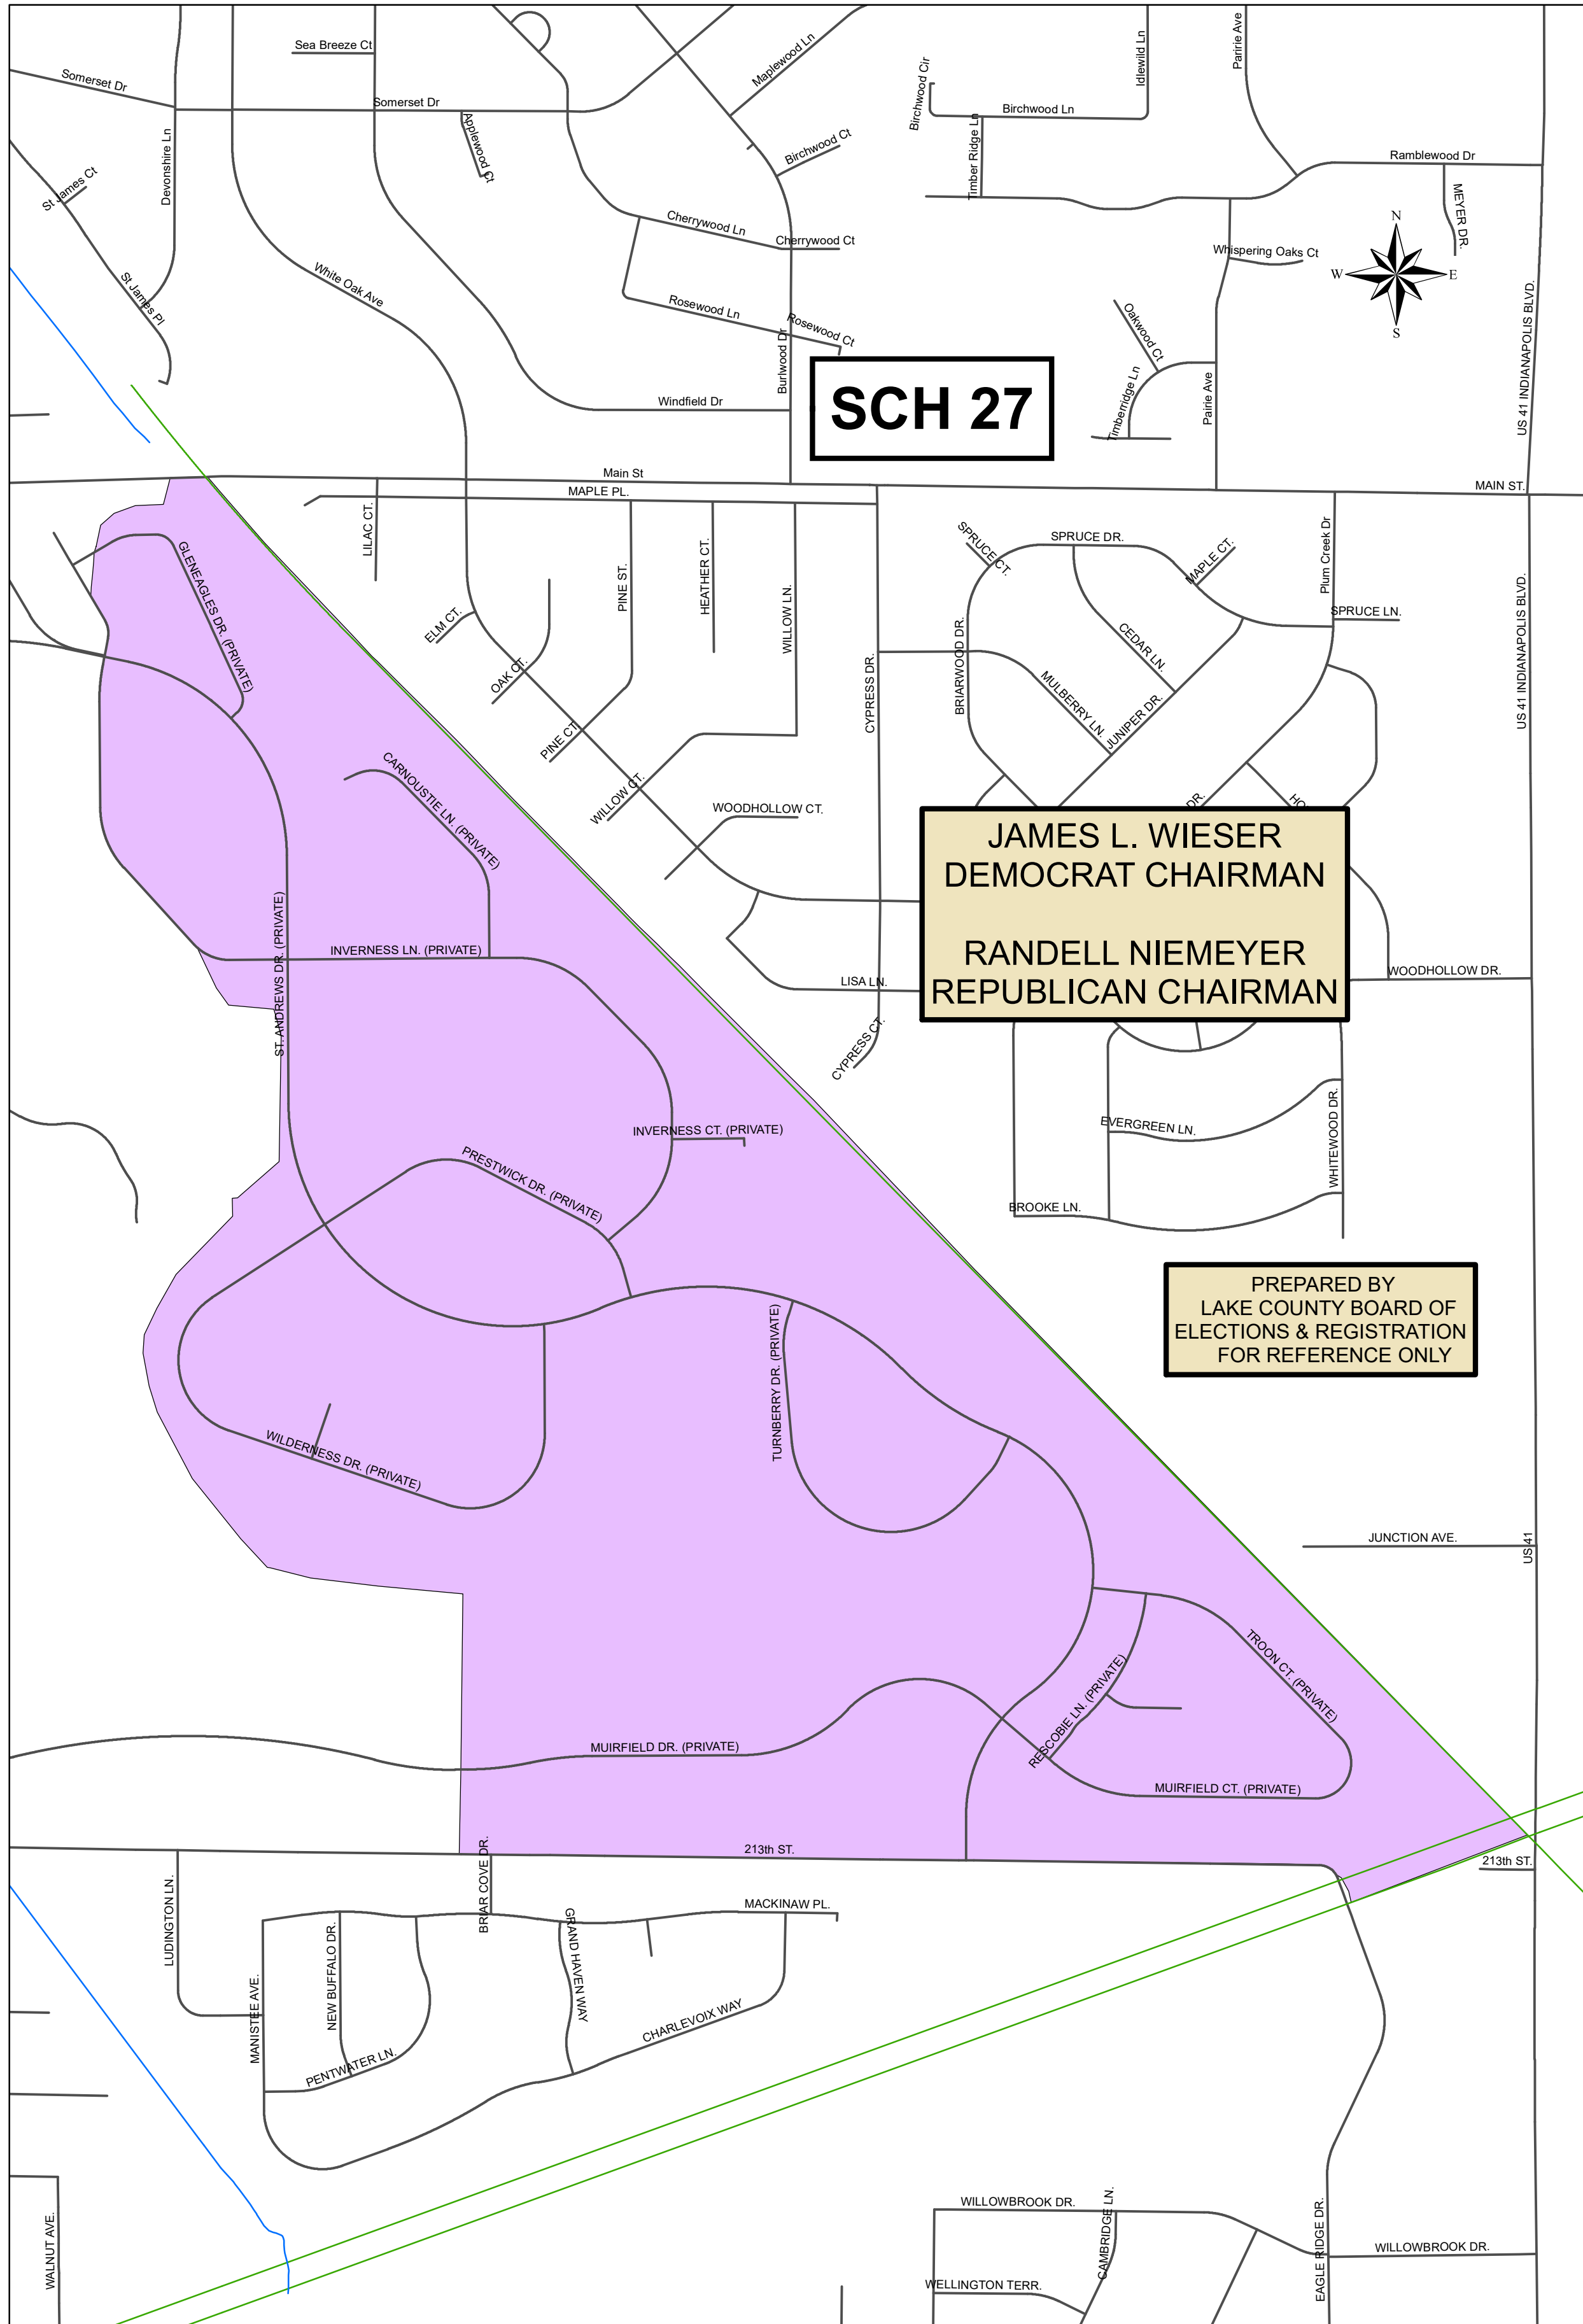 Sea Breeze Ct
Somerset Dr
Somerset Dr
Maplewood Ln
Birchwood Cir
Birchwood Ln
Idlewild Ln
Paririe Ave
Applewood Ct
Devonshire Ln
Birchwood Ct
Timber Ridge Ln
Ramblewood Dr
MEYER DR.
St James Ct
Cherrywood Ln
Cherrywood Ct
Whispering Oaks Ct
N
W
E
S
White Oak Ave
St James Pl
Rosewood Ln
Rosewood Ct
Oakwood Ct
US 41 INDIANAPOLIS BLVD.
Burlwood Dr
Windfield Dr
SCH 27
Timberridge Ln
Pairie Ave
Main St
MAIN ST.
MAPLE PL.
LILAC CT.
PINE ST.
HEATHER CT.
WILLOW LN.
SPRUCE CT.
SPRUCE DR.
MAPLE CT.
Plum Creek Dr
SPRUCE LN.
US 41 INDIANAPOLIS BLVD.
GLENEAGLES DR. (PRIVATE)
ELM CT.
OAK CT.
CYPRESS DR.
BRIARWOOD DR.
CEDAR LN.
MULBERRY LN.
JUNIPER DR.
PINE CT.
CARNOUSTIE LN. (PRIVATE)
WILLOW CT.
WOODHOLLOW CT.
DR.
HO
JAMES L. WIESER
DEMOCRAT CHAIRMAN
RANDELL NIEMEYER
REPUBLICAN CHAIRMAN
ST. ANDREWS DR. (PRIVATE)
INVERNESS LN. (PRIVATE)
LISA LN.
WOODHOLLOW DR.
CYPRESS CT.
INVERNESS CT. (PRIVATE)
EVERGREEN LN.
WHITEWOOD DR.
PRESTWICK DR. (PRIVATE)
BROOKE LN.
PREPARED BY
LAKE COUNTY BOARD OF
ELECTIONS & REGISTRATION
FOR REFERENCE ONLY
TURNBERRY DR. (PRIVATE)
WILDERNESS DR. (PRIVATE)
JUNCTION AVE.
US 41
TROON CT. (PRIVATE)
RESCOBIE LN. (PRIVATE)
MUIRFIELD DR. (PRIVATE)
MUIRFIELD CT. (PRIVATE)
213th ST.
213th ST.
LUDINGTON LN.
BRIAR COVE DR.
MACKINAW PL.
NEW BUFFALO DR.
GRAND HAVEN WAY
MANISTEE AVE.
CHARLEVOIX WAY
PENTWATER LN.
WALNUT AVE.
WILLOWBROOK DR.
CAMBRIDGE LN.
EAGLE RIDGE DR.
WILLOWBROOK DR.
WELLINGTON TERR.